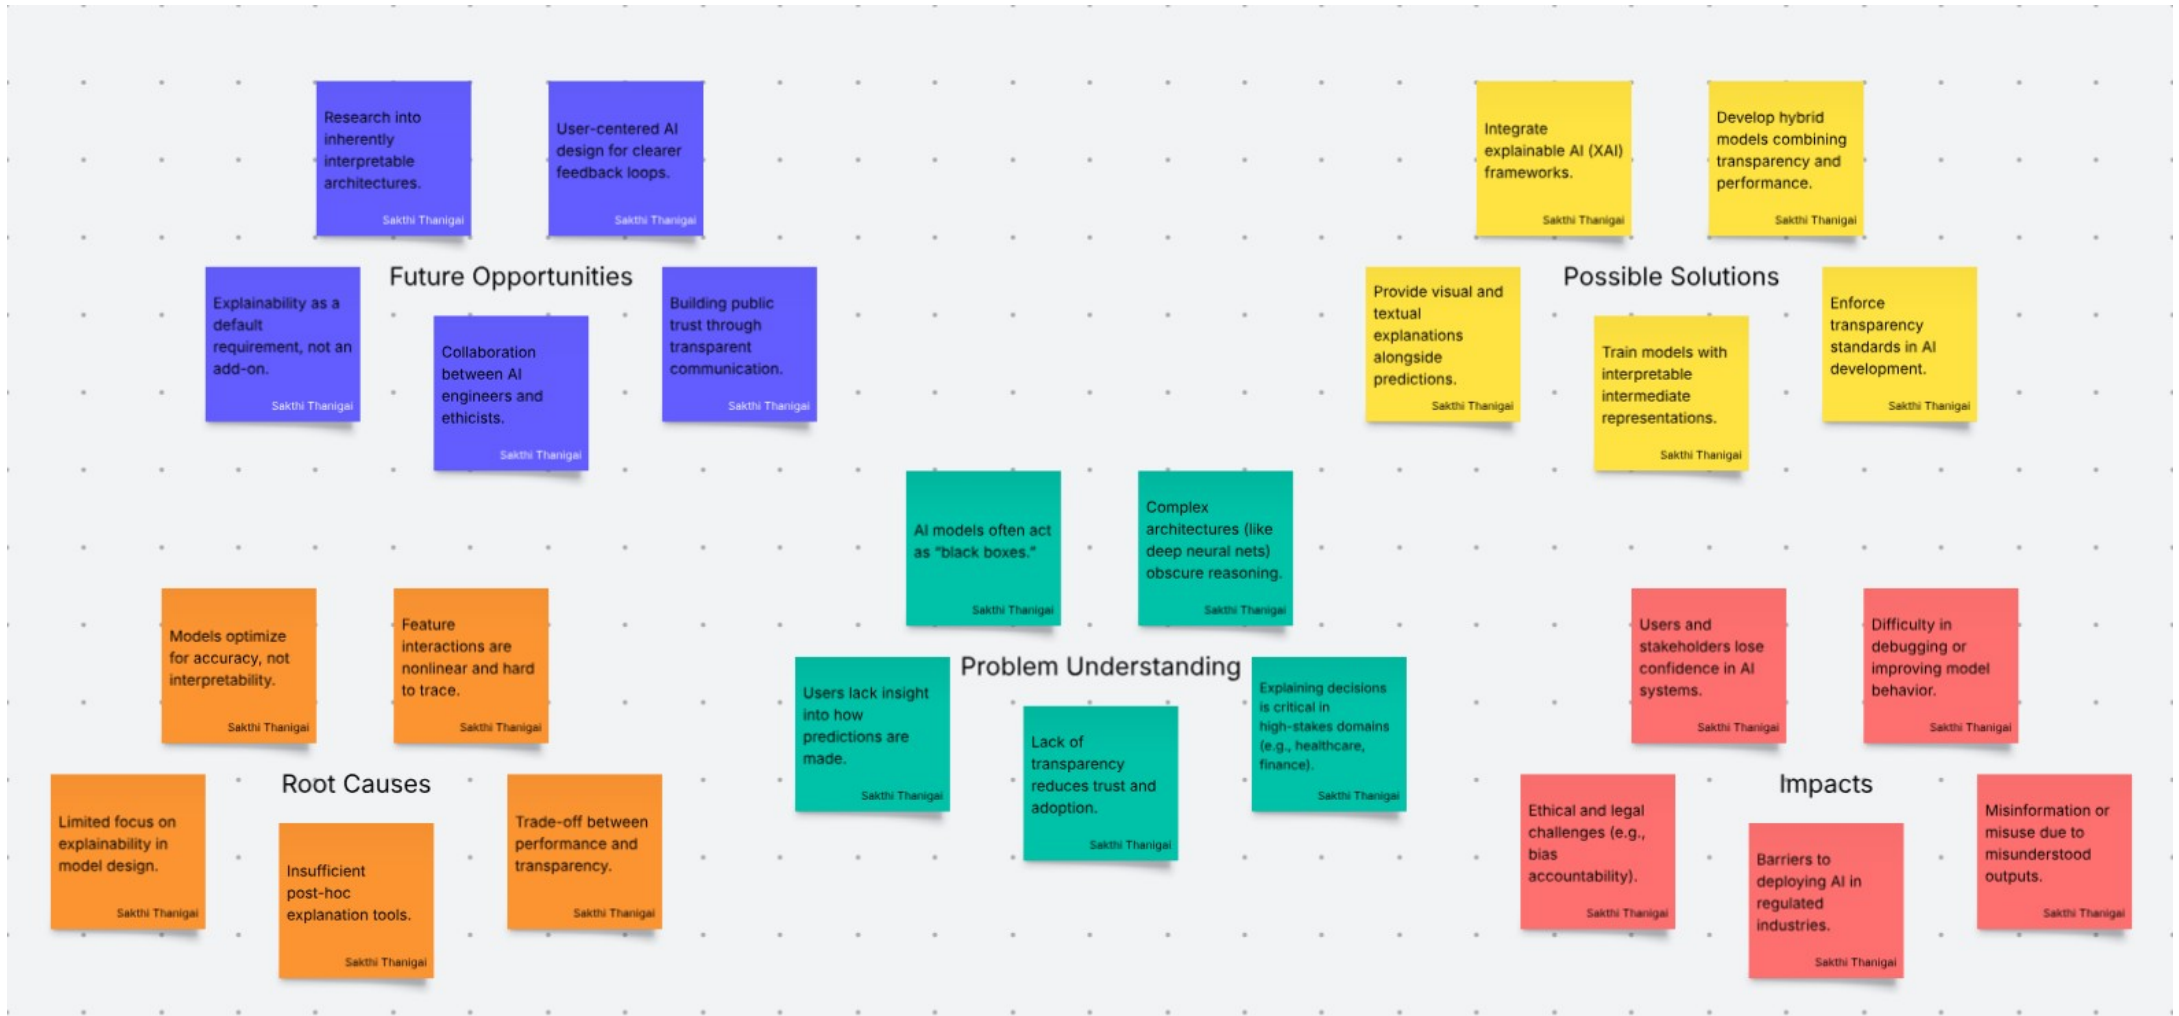 Research into
inherently
interpretable
architectures.
Sakthi Thanigai
User-centered AI
design for clearer
feedback loops.
Sakthi Thanigai
Future Opportunities
Explainability as a
default
requirement, not an
add-on.
Sakthi Thanigai
Collaboration
between AI
engineers and
ethicists.
Sakthi Thanigai
Building public
trust through
transparent
communication.
Sakthi Thanigai
Integrate
explainable AI (XAI)
frameworks.
Sakthi Thanigai
Develop hybrid
models combining
transparency and
performance.
Sakthi Thanigai
Possible Solutions
Provide visual and
textual
explanations
alongside
predictions.
Sakthi Thanigai
Train models with
interpretable
intermediate
representations.
Sakthi Thanigai
Enforce
transparency
standards in AI
development.
Sakthi Thanigai
AI models often act
as “black boxes.”
Sakthi Thanigai
Complex
architectures (like
deep neural nets)
obscure reasoning.
Sakthi Thanigai
Problem Understanding
Users lack insight
into how
predictions are
made.
Sakthi Thanigai
Lack of
transparency
reduces trust and
adoption.
Sakthi Thanigai
Explaining decisions
is critical in
high-stakes domains
(e.g., healthcare,
finance).
Sakthi Thanigai
Models optimize
for accuracy, not
interpretability.
Sakthi Thanigai
Feature
interactions are
nonlinear and hard
to trace.
Sakthi Thanigai
Root Causes
Limited focus on
explainability in
model design.
Sakthi Thanigai
Insufficient
post-hoc
explanation tools.
Sakthi Thanigai
Trade-off between
performance and
transparency.
Sakthi Thanigai
Users and
stakeholders lose
confidence in AI
systems.
Sakthi Thanigai
Difficulty in
debugging or
improving model
behavior.
Sakthi Thanigai
Impacts
Ethical and legal
challenges (e.g.,
bias
accountability).
Sakthi Thanigai
Barriers to
deploying AI in
regulated
industries.
Sakthi Thanigai
Misinformation or
misuse due to
misunderstood
outputs.
Sakthi Thanigai